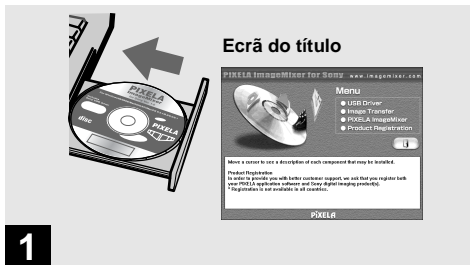 Ecrã do título
PIXELA ImageMixer for Sony www.imagemixer.com
Menu
USB Driver
Image Transfer
PIXELA ImageMixer
Product Registration
Move a cursor to see a description of each component that may be installed.
Product Registration
In order to provide you with better customer support, we ask that you register both
your PIXELA application software and Sony digital imaging product(s).
* Registration is not available in all countries.
PIXELA
PIXELA
PIXELA
disc
1